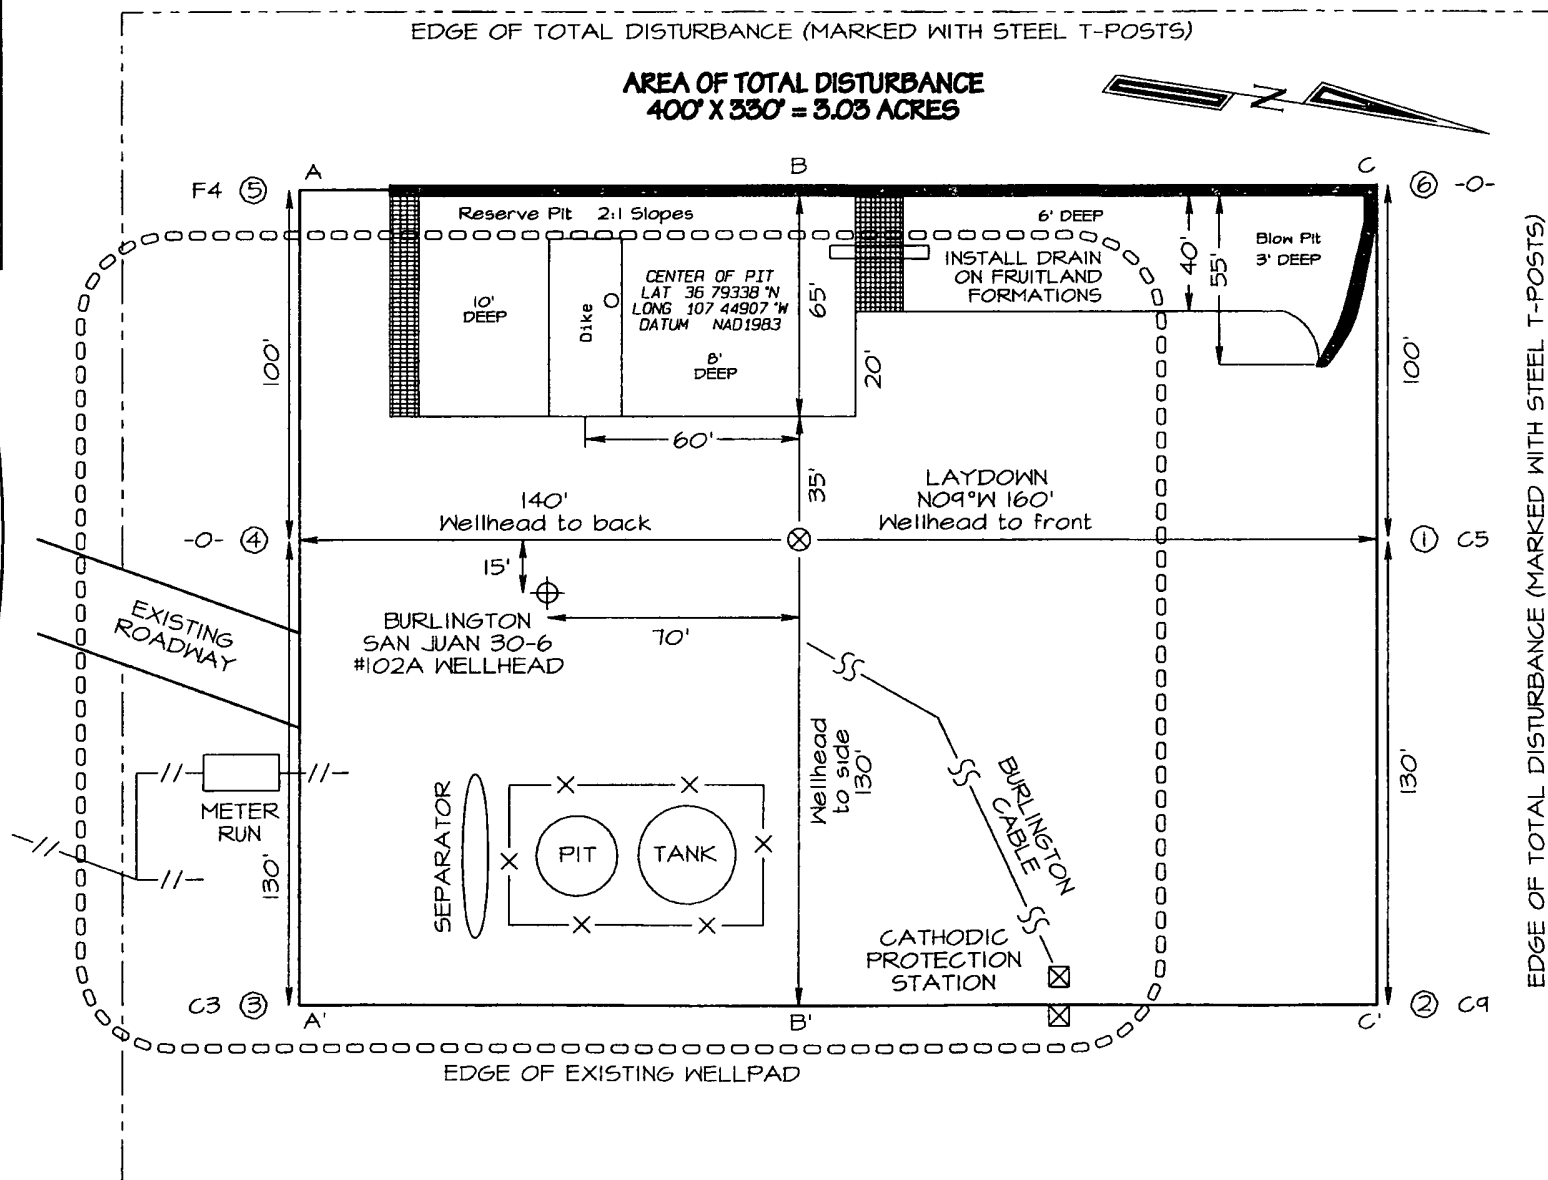 EDGE OF TOTAL DISTURBANCE (MARKED WITH STEEL T-POSTS)
AREA OF TOTAL DISTURBANCE
400' X 330' = 3.03 ACRES
N
A
B
C
F4 5
6 -0-
Reserve Pit 2:1 Slopes
6' DEEP
Blow Pit
3' DEEP
40'
55'
INSTALL DRAIN
ON FRUITLAND
FORMATIONS
CENTER OF PIT
LAT 36 79338 °N
LONG 107 44907 °W
DATUM NAD1983
10'
DEEP
Dike
8'
DEEP
65'
20'
100'
100'
60'
35'
140'
Wellhead to back
LAYDOWN
N09°W 160'
Wellhead to front
-0- 4
1 C5
15'
BURLINGTON
SAN JUAN 30-6
#102A WELLHEAD
70'
EXISTING
ROADWAY
METER
RUN
130'
SEPARATOR
PIT
TANK
Wellhead
to side
130'
BURLINGTON
CABLE
CATHODIC
PROTECTION
STATION
130'
C3 3
2 C9
A'
B'
C'
EDGE OF EXISTING WELLPAD
EDGE OF TOTAL DISTURBANCE (MARKED WITH STEEL T-POSTS)